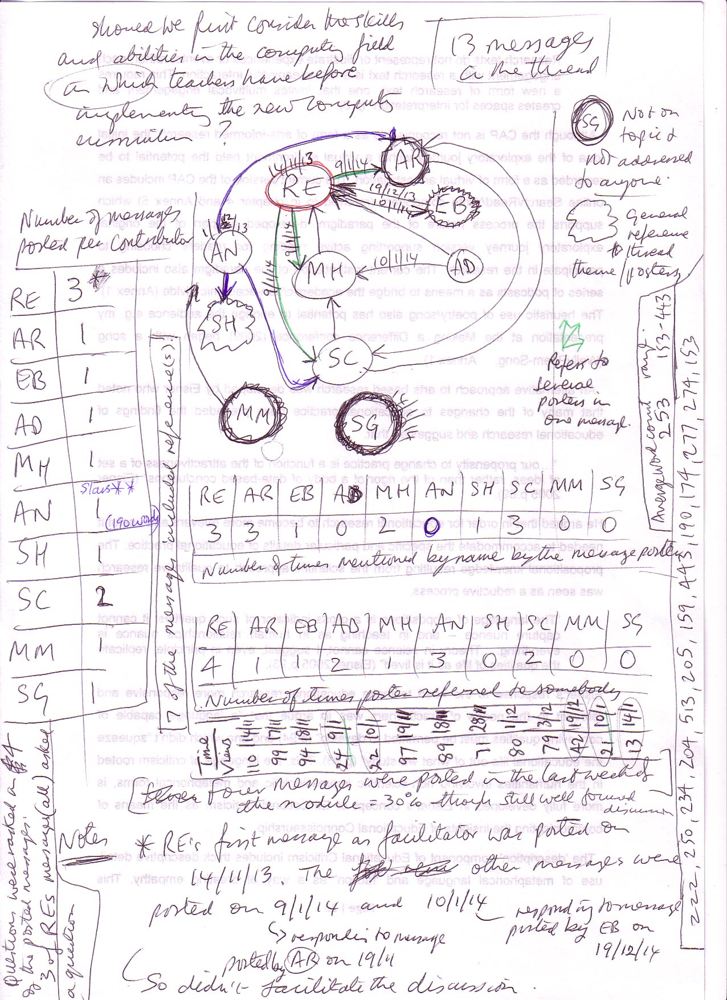 should we first consider the skills
and abilities in the computing field
in which teachers have before
implementing the new computing
curriculum ?
13 messages
in the thread
SG
Not on
topic &
Not addressed
to anyone.
General
reference
to thread
theme/posters
Refers to
several
posters in
one message.
14/11/13
RE
9/1/14
AR
19/12/13
10/1/14
EB
AN
9/1/14
9/1/14
MH
10/1/14
AD
SH
SC
MM
SG
Number of messages
posted per contributor
RE 3 *
AR 1
EB 1
AD 1
MH 1
Stars **
AN 1 (190 words)
SH 1
SC 2
MM 1
SG 1
7 of the messages included reference(s)
RE AR EB AD MH AN SH SC MM SG
3 3 1 0 2 0 1 3 0 0
Number of times mentioned by name by the message posters
RE AR EB AD MH AN SH SC MM SG
4 1 1 2 1 3 0 2 0 0
Number of times poster referred to somebody
Time 14/11 17/11 18/11 9/1 10/1 19/11 18/11 28/11 1/12 3/12 19/12 10/1 14/1
Views 110 99 94 24 22 97 89 71 80 79 42 21 13
Four messages were posted in the last week of
the module = 30% though still well formed
Average word count range
253 153-443
222, 250, 234, 204, 513, 205, 159, 443, 190, 174, 277, 274, 153
Questions were raised in 4
of the posted messages.
3 of REs messages (all) asked
a question
Notes
* RE's first message as facilitator was posted on
14/11/13. The other messages were
posted on 9/1/14 and 10/1/14
responding to message
posted by EB on
19/12/14
responding to message
posted by AR on 19/11
So didn't facilitate the discussion.